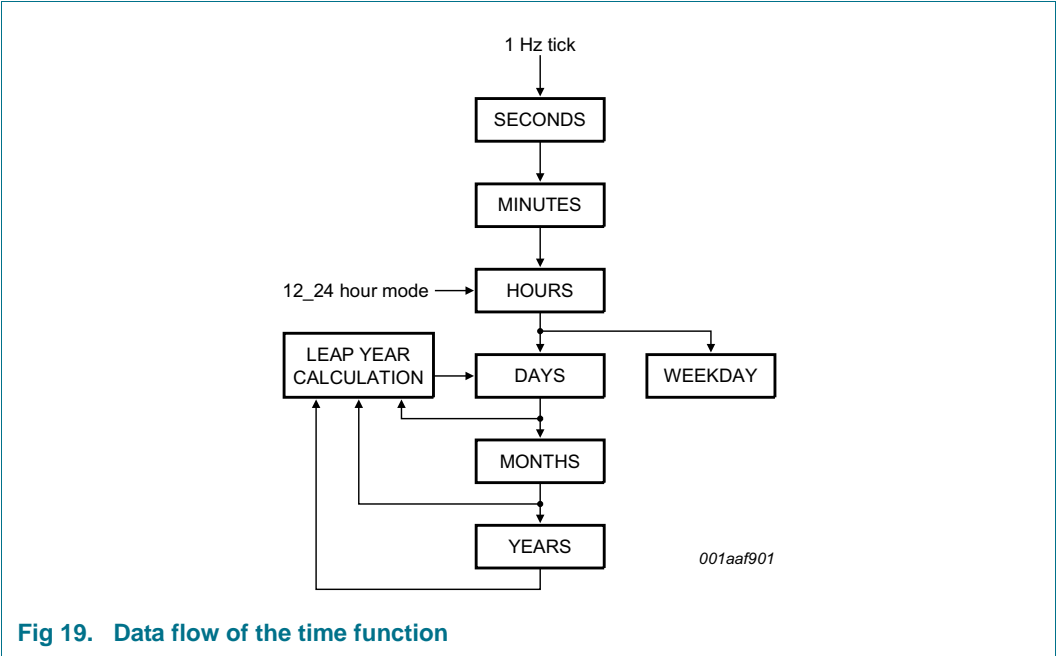 1 Hz tick
SECONDS
MINUTES
12_24 hour mode
HOURS
LEAP YEAR
CALCULATION
DAYS
WEEKDAY
MONTHS
YEARS
001aaf901
Fig 19. Data flow of the time function